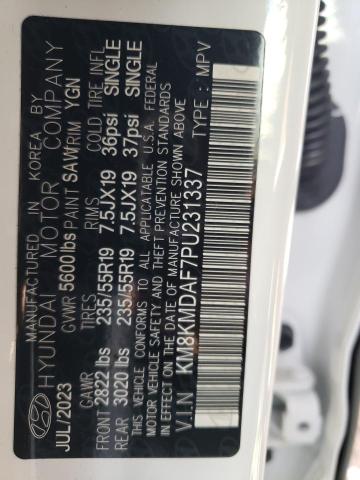 MANUFACTURED IN KOREA BY
HYUNDAI MOTOR COMPANY
JUL/2023 GVWR 5600lbs PAINT SAW TRIM YGN
GAWR TIRES RIMS COLD TIRE INFL.
FRONT 2822 lbs 235/55R19 7.5JX19 36psi SINGLE
REAR 3020 lbs 235/55R19 7.5JX19 37psi SINGLE
THIS VEHICLE CONFORMS TO ALL APPLICABLE U.S. FEDERAL
MOTOR VEHICLE SAFETY AND THEFT PREVENTION STANDARDS
IN EFFECT ON THE DATE OF MANUFACTURE SHOWN ABOVE.
V.I.N : KM8KMDAF7PU231337 TYPE : MPV